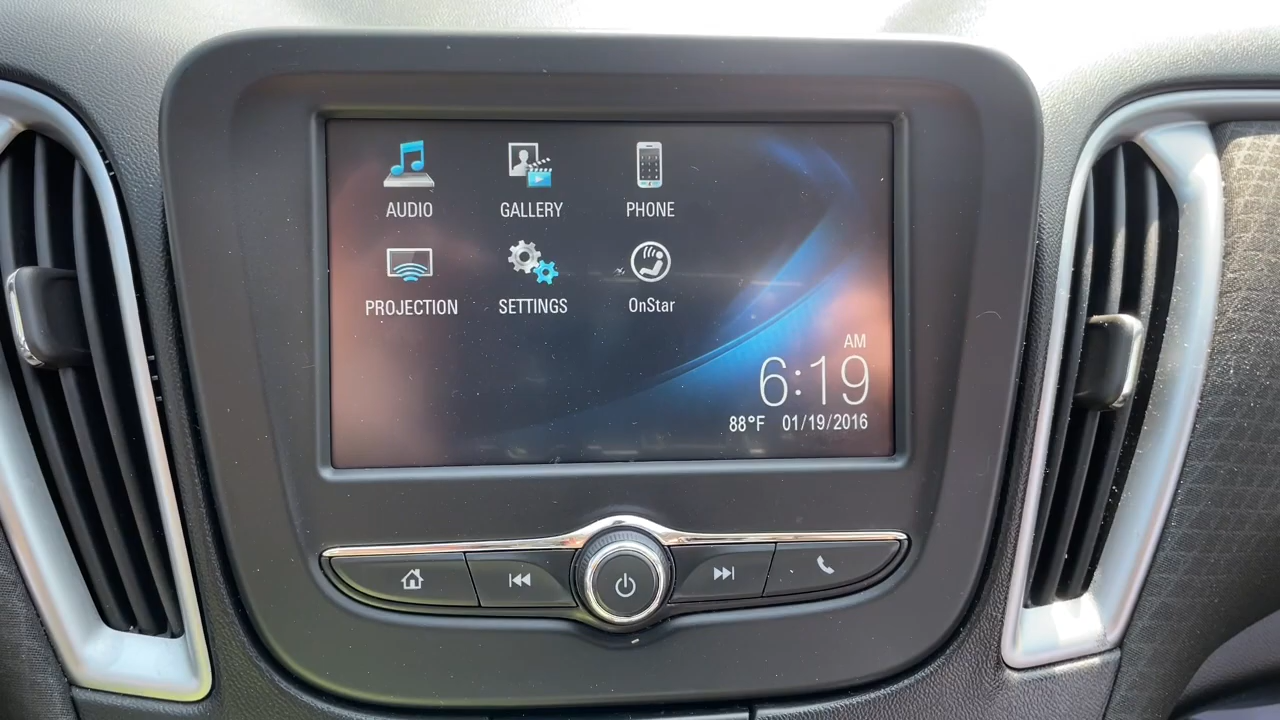 AUDIO GALLERY PHONE
PROJECTION SETTINGS OnStar
AM
6:19
88°F 01/19/2016